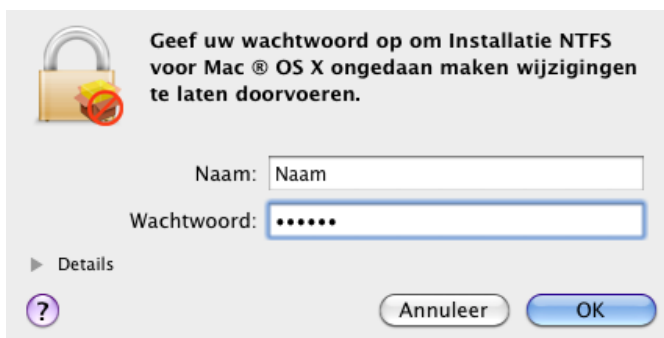 Geef uw wachtwoord op om Installatie NTFS
voor Mac ® OS X ongedaan maken wijzigingen
te laten doorvoeren.
Naam: Naam
Wachtwoord: ••••••
Details
? Annuleer OK